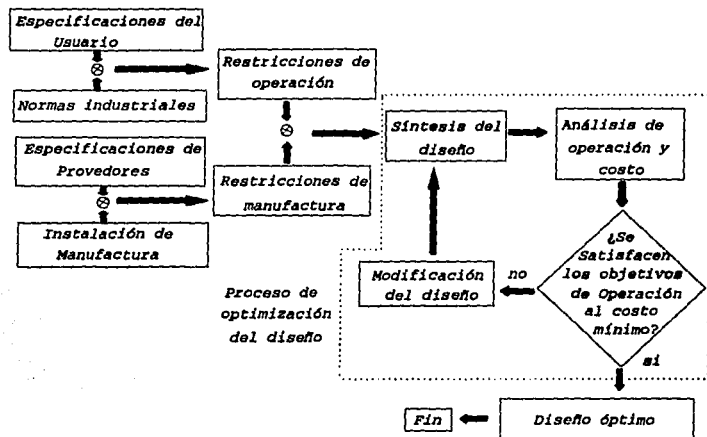 Especificaciones del
Usuario
Normas industriales
Especificaciones de
Provedores
Instalación de
Manufactura
Restricciones de
operación
Restricciones de
manufactura
Síntesis del
diseño
Análisis de
operación y
costo
¿Se
Satisfacen
los objetivos
de Operación
al costo
mínimo?
no
Modificación
del diseño
Proceso de
optimización
del diseño
si
Diseño óptimo
Fin